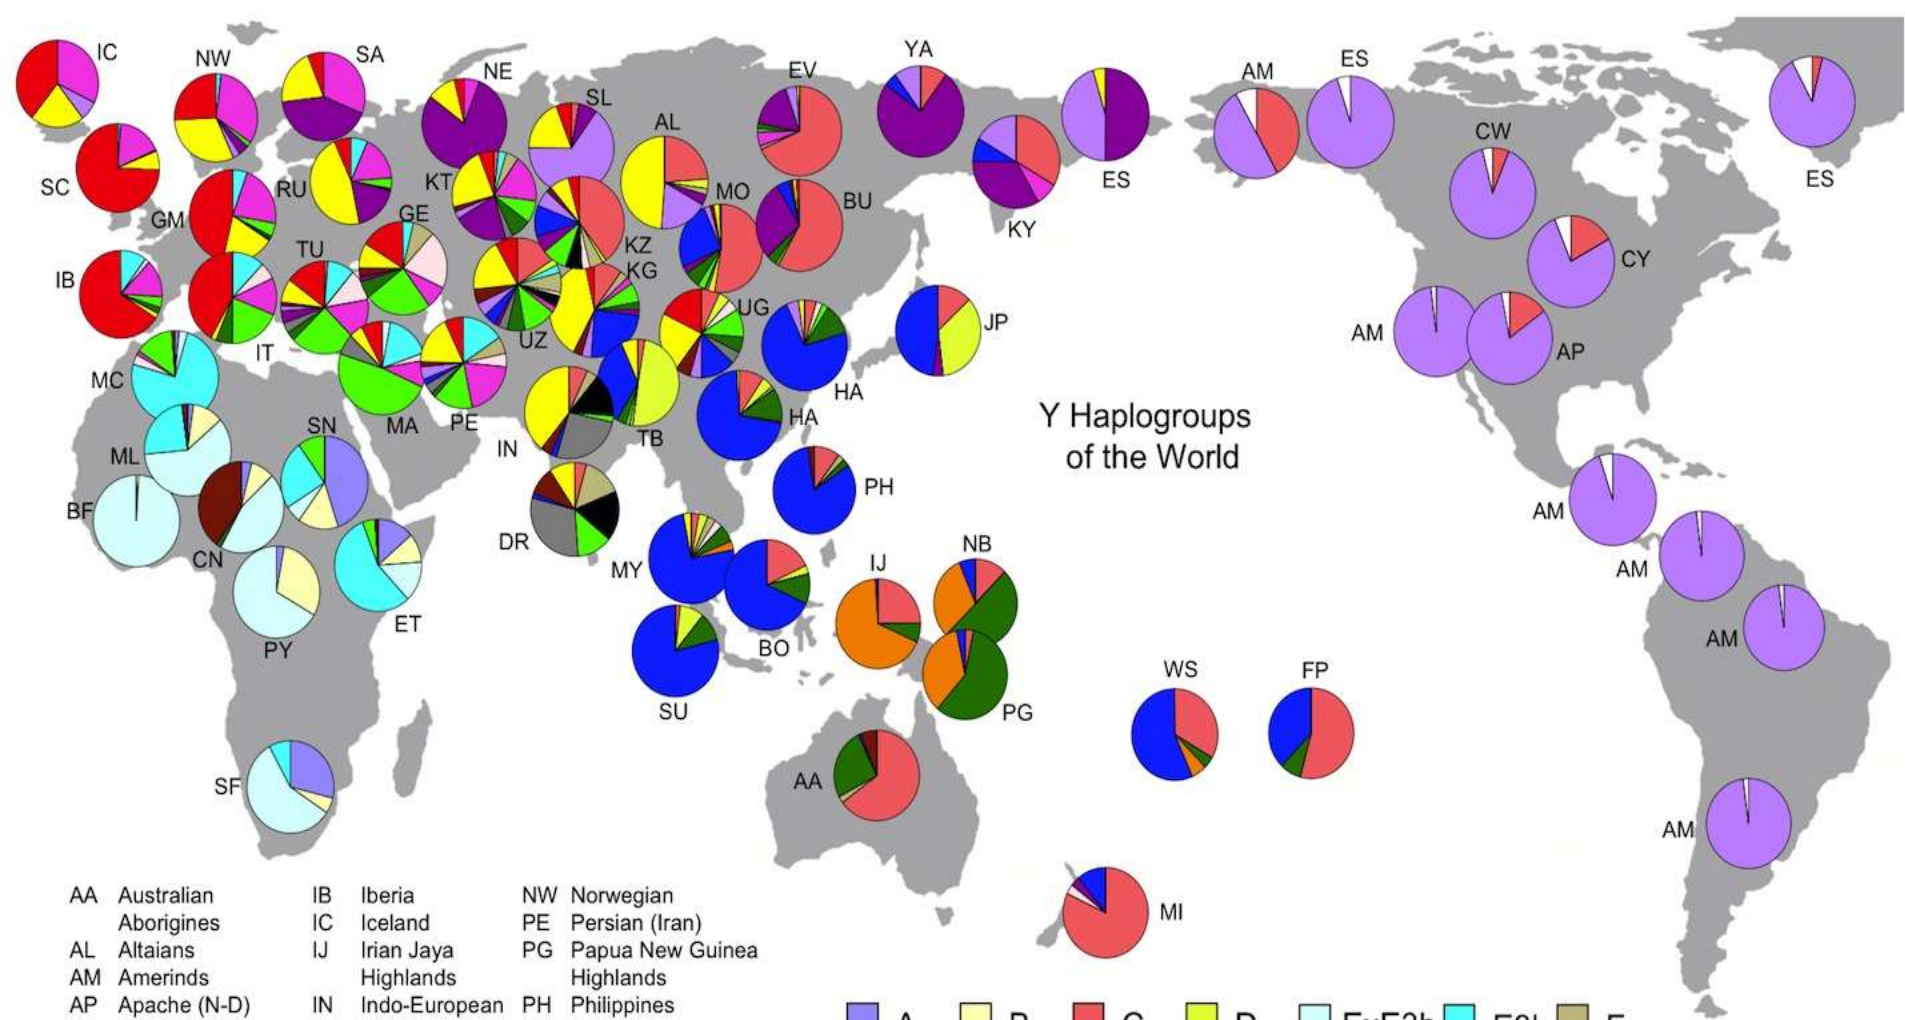 IC
NW
SA
NE
SL
EV
YA
AM
ES
CW
ES
SC
GM
RU
KT
AL
MO
BU
KY
ES
CY
GE
TU
KZ
KG
IB
IT
UZ
UG
HA
JP
AM
AP
MC
MA
PE
IN
TB
HA
ML
SN
BF
CN
DR
PH
AM
ET
PY
MY
IJ
NB
AM
BO
AM
SU
PG
WS
FP
SF
AA
AM
MI
Y Haplogroups
of the World
AA Australian
Aborigines
AL Altaians
AM Amerinds
AP Apache (N-D)
IB Iberia
IC Iceland
IJ Irian Jaya
Highlands
IN Indo-European
NW Norwegian
PE Persian (Iran)
PG Papua New Guinea
Highlands
PH Philippines